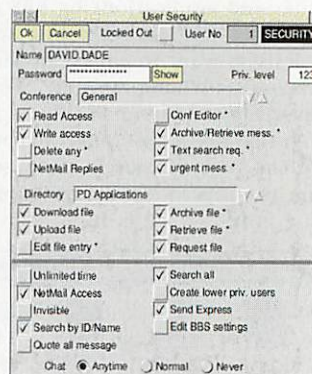 User Security
Ok Cancel Locked Out User No 1 SECURITY
Name DAVID.DADE
Password *************** Show Priv. level 123
Conference General
Read Access Conf Editor *
Write access Archive/Retrieve mess. *
Delete any * Text search req. *
NetMail Replies urgent mess. *
Directory PD Applications
Download file Archive file *
Upload file Retrieve file *
Edit file entry * Request file
Unlimited time Search all
NetMail Access Create lower priv. users
Invisible Send Express
Search by ID/Name Edit BBS settings
Quote all message
Chat Anytime Normal Never